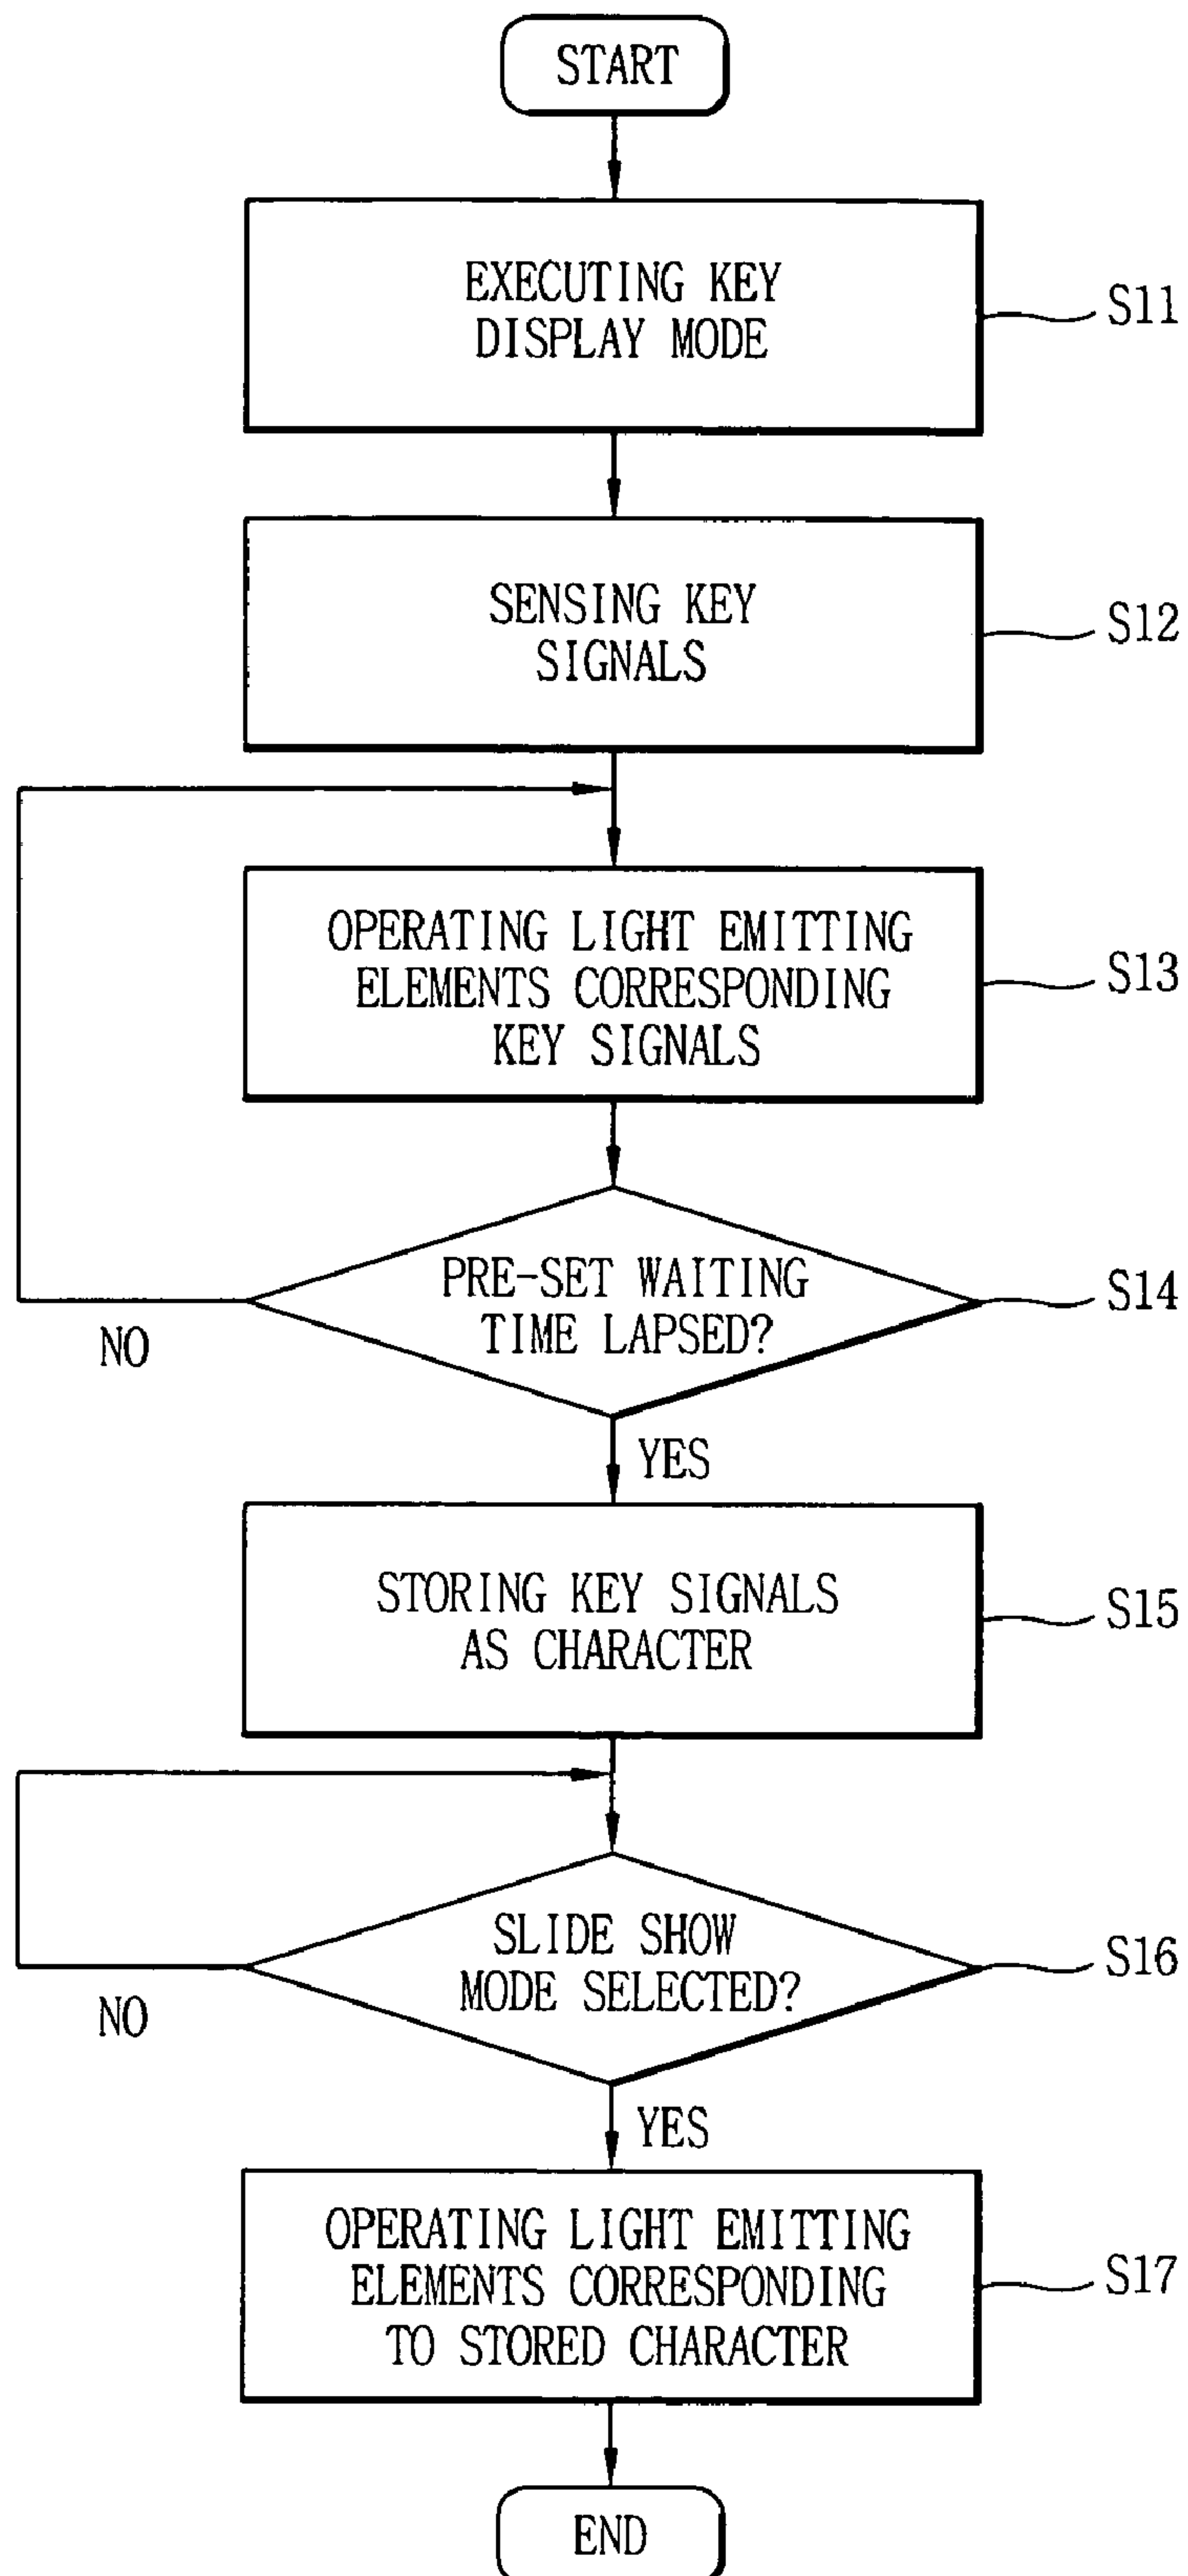 START
EXECUTING KEY
DISPLAY MODE
S11
SENSING KEY
SIGNALS
S12
OPERATING LIGHT EMITTING
ELEMENTS CORRESPONDING
KEY SIGNALS
S13
PRE-SET WAITING
TIME LAPSED?
S14
NO
YES
STORING KEY SIGNALS
AS CHARACTER
S15
SLIDE SHOW
MODE SELECTED?
S16
NO
YES
OPERATING LIGHT EMITTING
ELEMENTS CORRESPONDING
TO STORED CHARACTER
S17
END